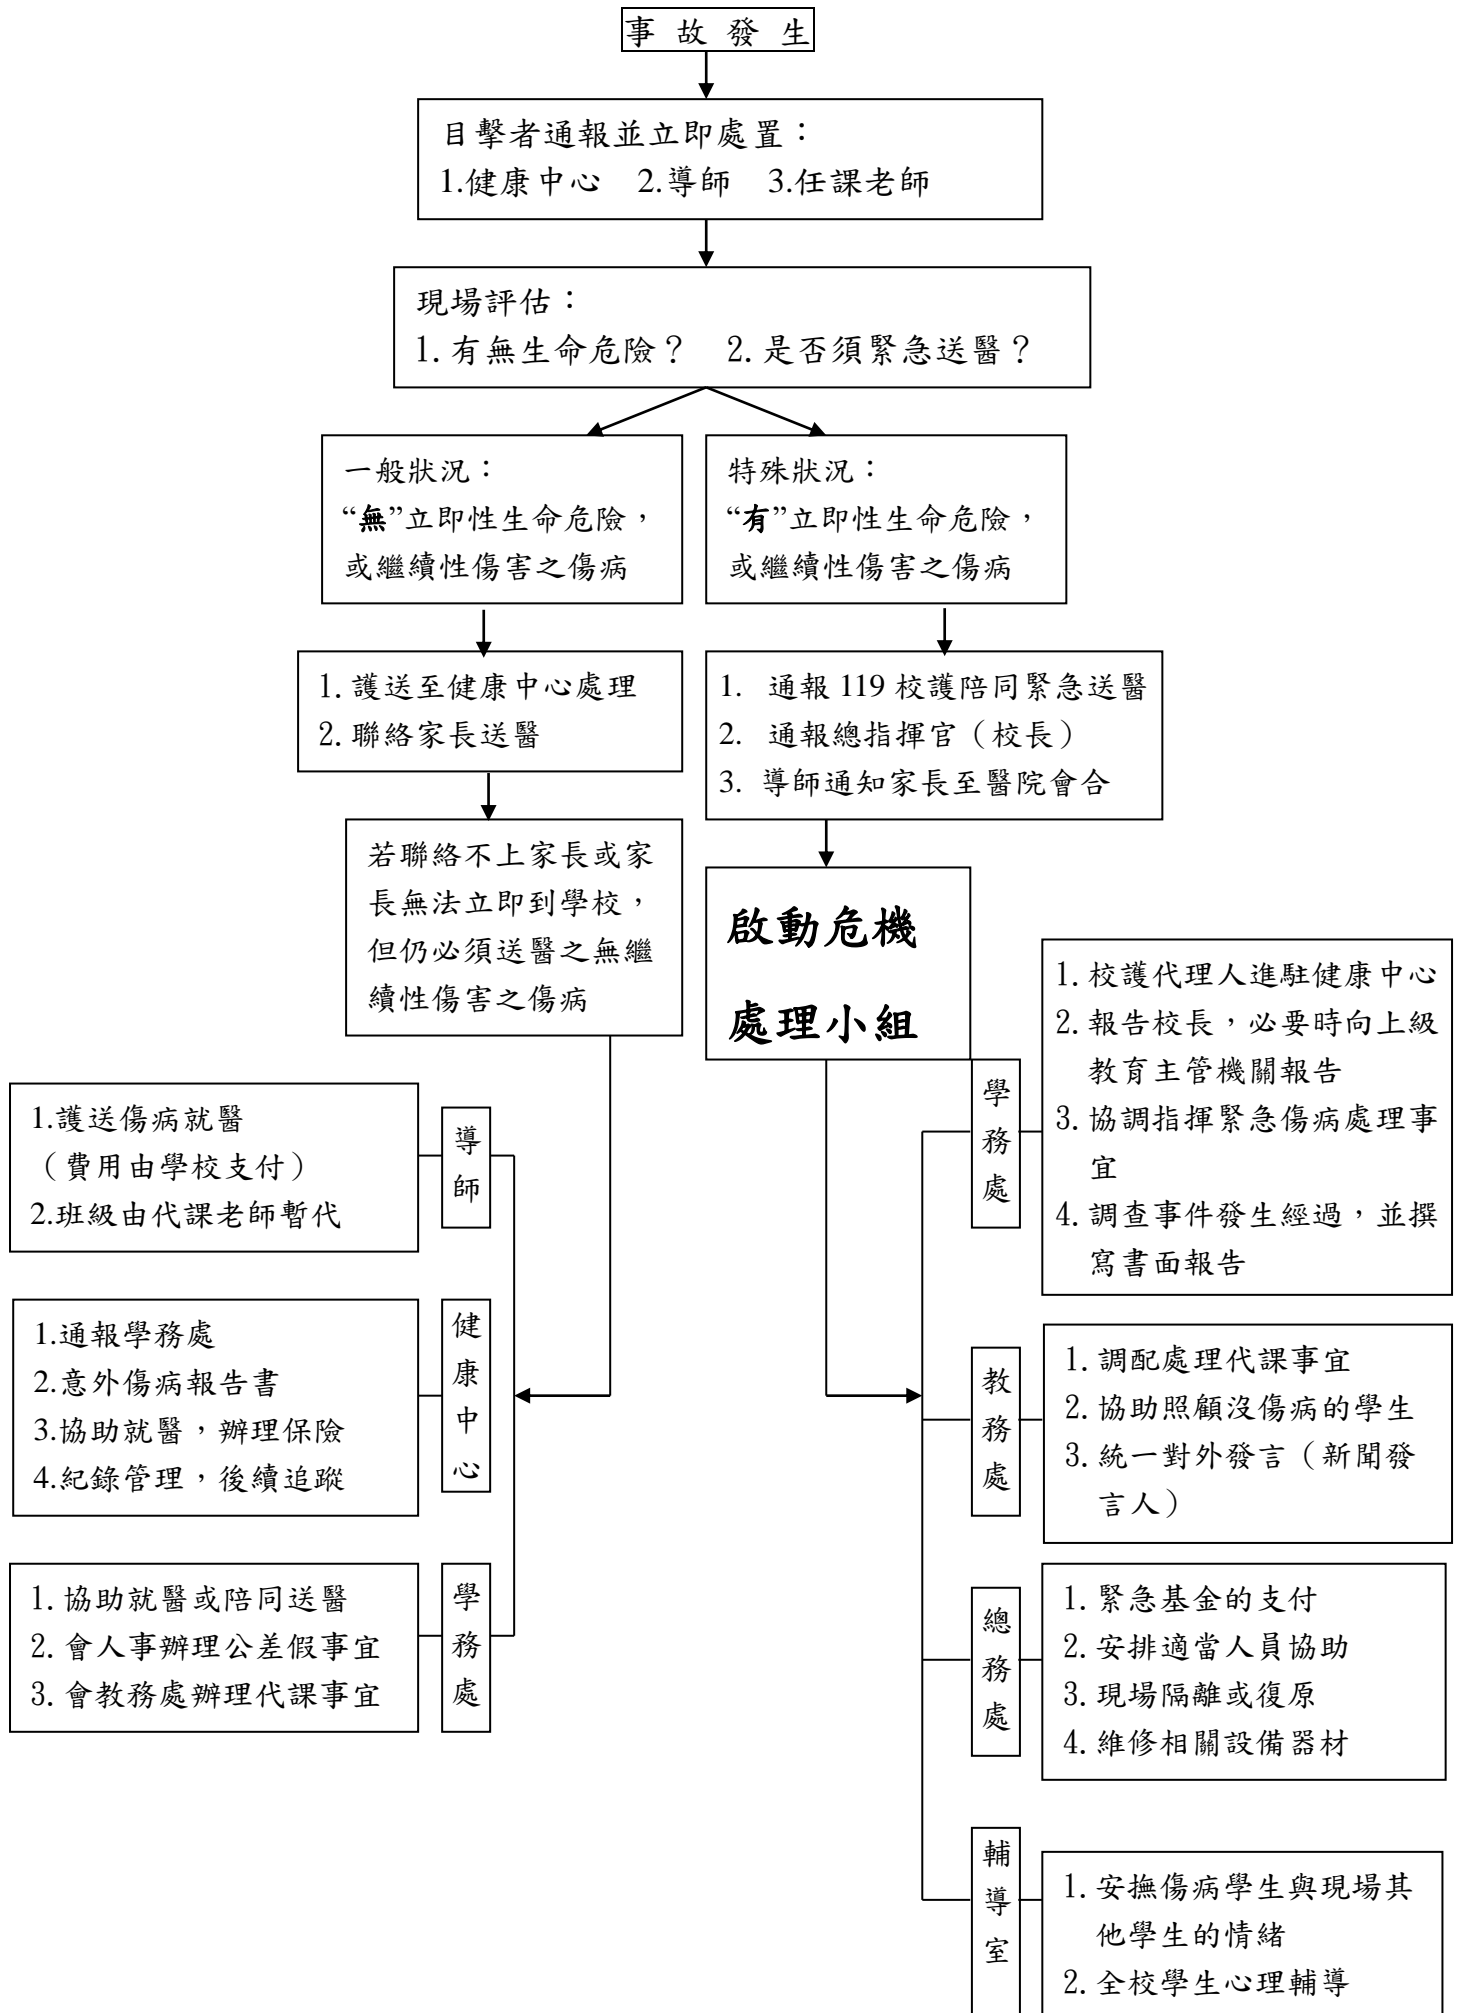 事故發生
目擊者通報並立即處置：
1.健康中心 2.導師 3.任課老師
現場評估：
1.有無生命危險？ 2.是否須緊急送醫？
一般狀況：
“無”立即性生命危險，
或繼續性傷害之傷病
特殊狀況：
“有”立即性生命危險，
或繼續性傷害之傷病
1.護送至健康中心處理
2.聯絡家長送醫
1. 通報119校護陪同緊急送醫
2. 通報總指揮官（校長）
3. 導師通知家長至醫院會合
若聯絡不上家長或家
長無法立即到學校，
但仍必須送醫之無繼
續性傷害之傷病
啟動危機
處理小組
導師
1.護送傷病就醫
（費用由學校支付）
2.班級由代課老師暫代
健康中心
1.通報學務處
2.意外傷病報告書
3.協助就醫，辦理保險
4.紀錄管理，後續追蹤
學務處
1.協助就醫或陪同送醫
2.會人事辦理公差假事宜
3.會教務處辦理代課事宜
學務處
1.校護代理人進駐健康中心
2.報告校長，必要時向上級
教育主管機關報告
3.協調指揮緊急傷病處理事
宜
4.調查事件發生經過，並撰
寫書面報告
教務處
1.調配處理代課事宜
2.協助照顧沒傷病的學生
3.統一對外發言（新聞發
言人）
總務處
1.緊急基金的支付
2.安排適當人員協助
3.現場隔離或復原
4.維修相關設備器材
輔導室
1.安撫傷病學生與現場其
他學生的情緒
2.全校學生心理輔導